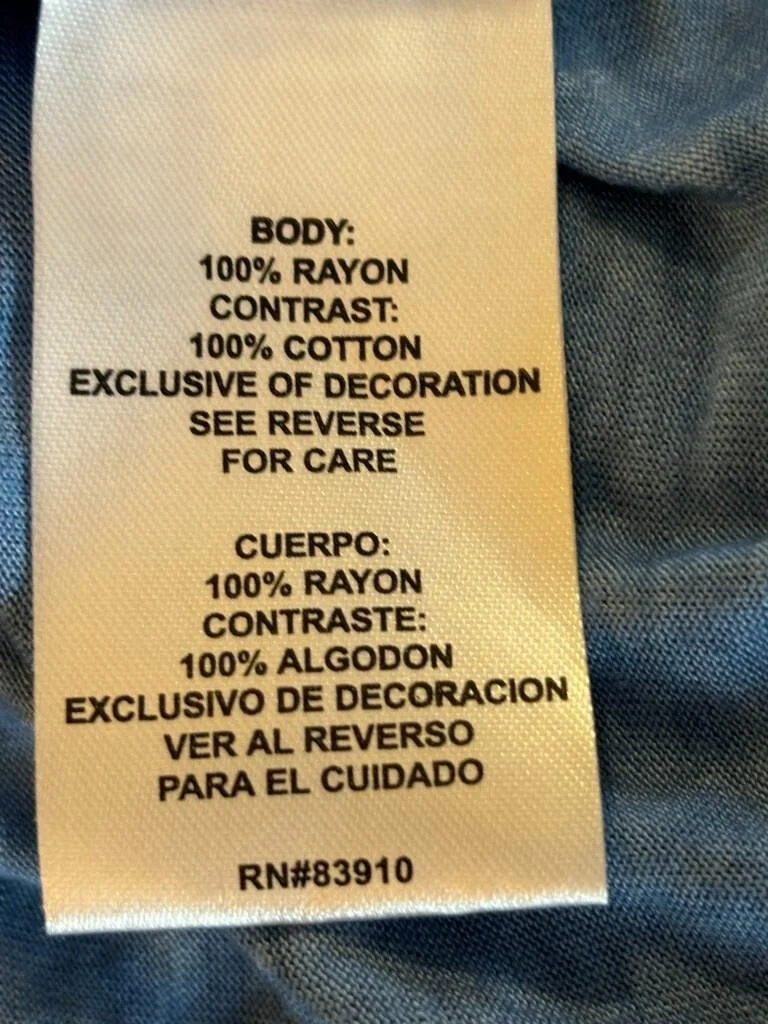 BODY:
100% RAYON
CONTRAST:
100% COTTON
EXCLUSIVE OF DECORATION
SEE REVERSE
FOR CARE
CUERPO:
100% RAYON
CONTRASTE:
100% ALGODON
EXCLUSIVO DE DECORACION
VER AL REVERSO
PARA EL CUIDADO
RN#83910